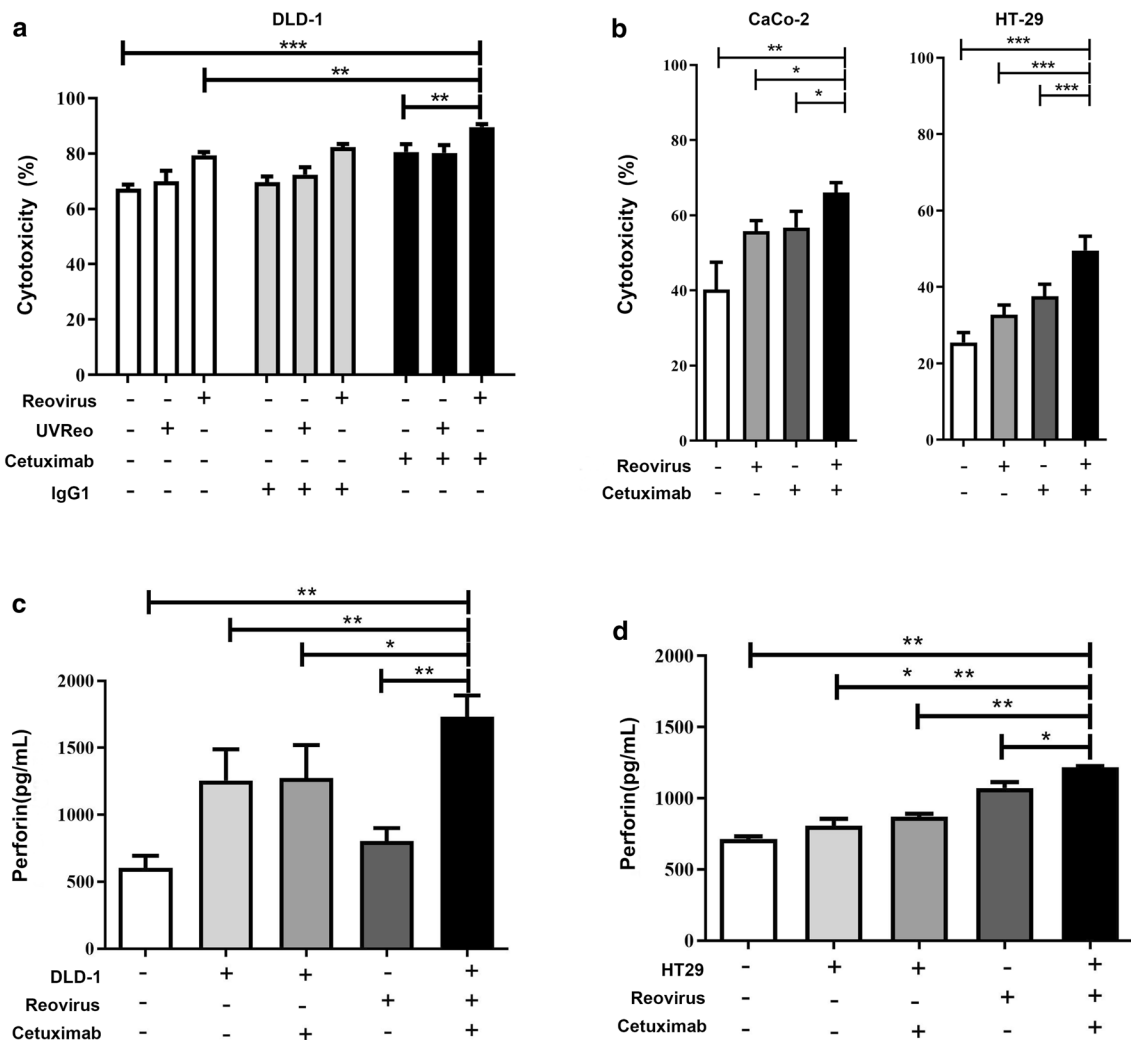 a
DLD-1
***
**
**
Cytotoxicity (%)
100
80
60
40
20
0
Reovirus - - + - - + - - +
UVReo - + - - + - - + -
Cetuximab - - - - - - + + +
IgG1 - - - + + + - - -
b
CaCo-2
**
*
*
Cytotoxicity (%)
100
80
60
40
20
0
HT-29
***
***
***
100
80
60
40
20
0
Reovirus - + - + - + - +
Cetuximab - - + + - - + +
c
**
**
*
**
Perforin(pg/mL)
2000
1500
1000
500
0
DLD-1 - + + - +
Reovirus - - - + +
Cetuximab - - + - +
d
**
* **
**
*
Perforin(pg/mL)
2000
1500
1000
500
0
HT29 - + + - +
Reovirus - - - + +
Cetuximab - - + - +